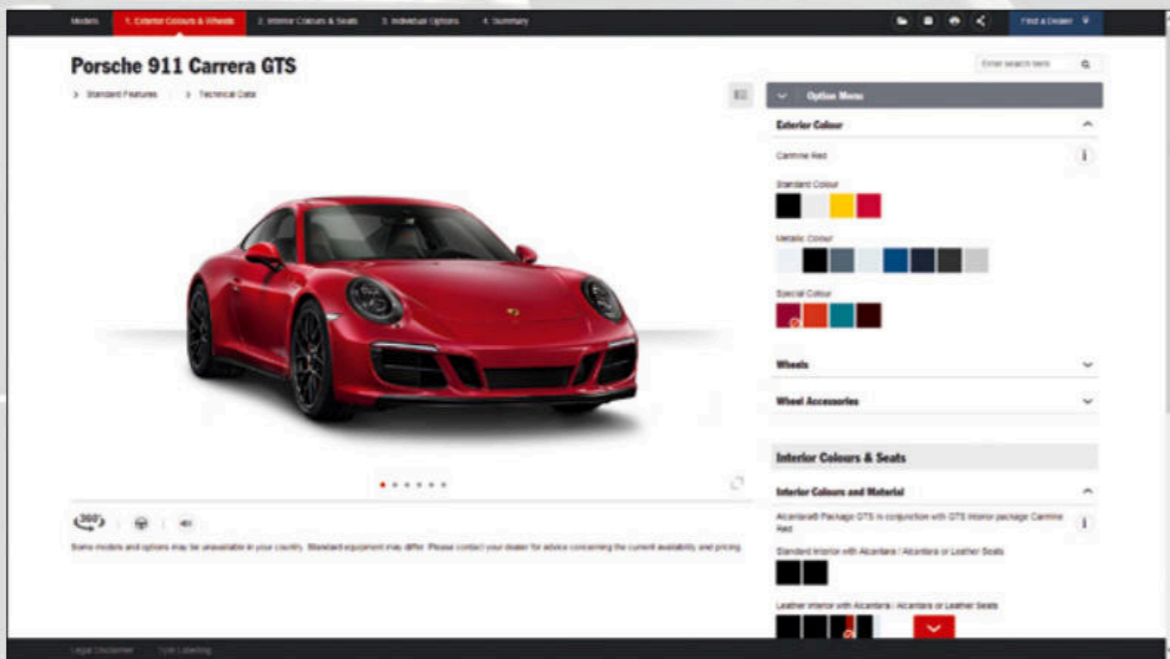 Models
1. Exterior Colours & Wheels
2. Interior Colours & Seats
3. Individual Options
4. Summary
Find a Dealer
Porsche 911 Carrera GTS
Enter search term
Standard Features
Technical Data
Option Menu
Exterior Colour
Carmine Red
i
Standard Colour
Metallic Colour
Special Colour
Wheels
Wheel Accessories
Interior Colours & Seats
Interior Colours and Material
Alcantara® Package GTS in conjunction with GTS interior package Carmine
Red
i
360°
Some models and options may be unavailable in your country. Standard equipment may differ. Please contact your dealer for advice concerning the current availability and pricing.
Standard Interior with Alcantara / Alcantara or Leather Seats
Leather Interior with Alcantara / Alcantara or Leather Seats
Legal Disclaimer
Tyre Labelling